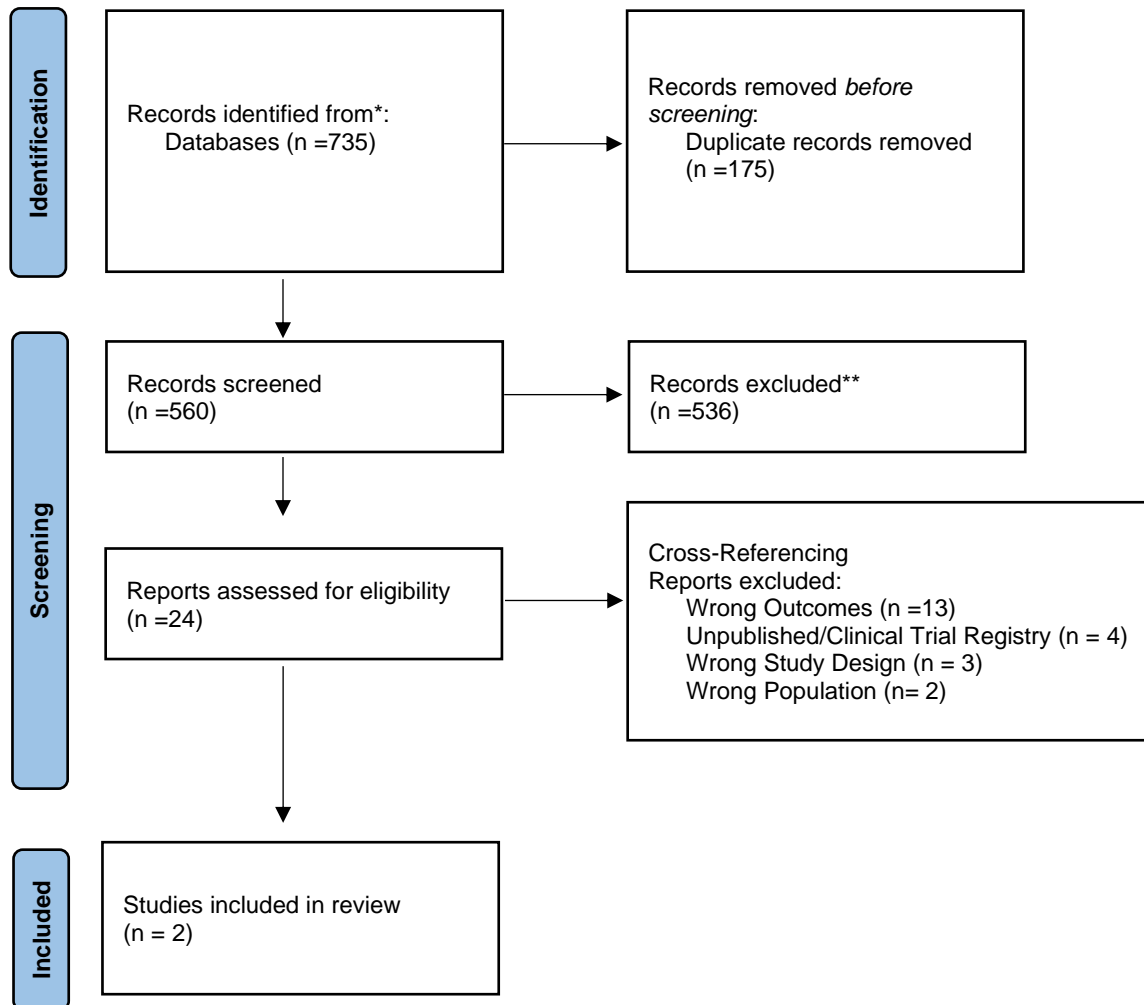 Identification
Records identified from*:
Databases (n =735)
Records removed before
screening:
Duplicate records removed
(n =175)
Screening
Records screened
(n =560)
Records excluded**
(n =536)
Reports assessed for eligibility
(n =24)
Cross-Referencing
Reports excluded:
Wrong Outcomes (n =13)
Unpublished/Clinical Trial Registry (n = 4)
Wrong Study Design (n = 3)
Wrong Population (n= 2)
Included
Studies included in review
(n = 2)